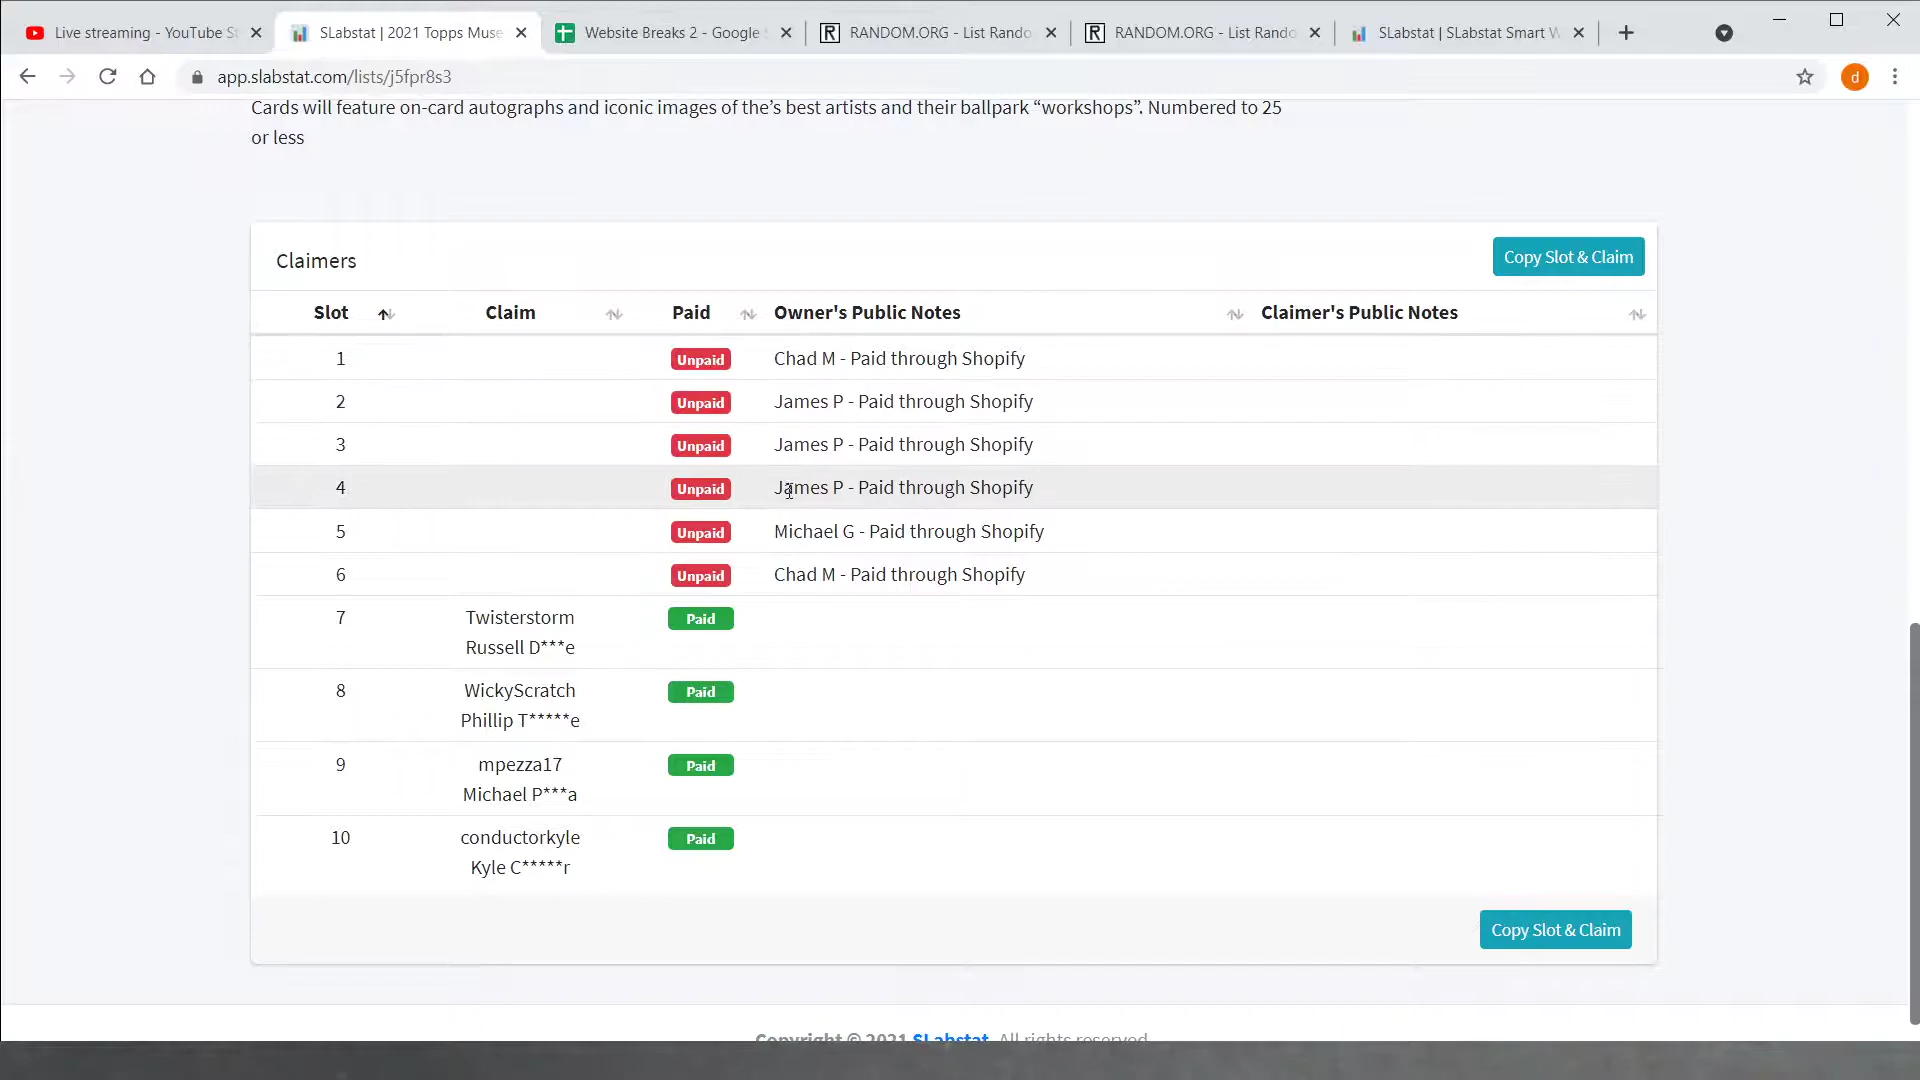 Live streaming - YouTube S
SLabstat | 2021 Topps Muse
Website Breaks 2 - Google
RANDOM.ORG - List Rando
RANDOM.ORG - List Rando
SLabstat | SLabstat Smart W
app.slabstat.com/lists/j5fpr8s3
d
Cards will feature on-card autographs and iconic images of the's best artists and their ballpark “workshops”. Numbered to 25
or less
Claimers
Copy Slot & Claim
Slot Claim Paid Owner's Public Notes Claimer's Public Notes
1 Unpaid Chad M - Paid through Shopify
2 Unpaid James P - Paid through Shopify
3 Unpaid James P - Paid through Shopify
4 Unpaid James P - Paid through Shopify
5 Unpaid Michael G - Paid through Shopify
6 Unpaid Chad M - Paid through Shopify
7 Twisterstorm Paid
Russell D***e
8 WickyScratch Paid
Phillip T*****e
9 mpezza17 Paid
Michael P***a
10 conductorkyle Paid
Kyle C*****r
Copy Slot & Claim
Copyright © 2021 SLabstat. All rights reserved.